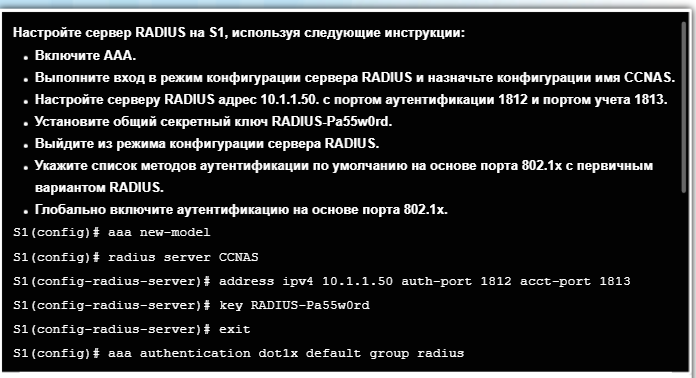 Настройте сервер RADIUS на S1, используя следующие инструкции:
• Включите AAA.
• Выполните вход в режим конфигурации сервера RADIUS и назначьте конфигурации имя CCNAS.
• Настройте серверу RADIUS адрес 10.1.1.50. с портом аутентификации 1812 и портом учета 1813.
• Установите общий секретный ключ RADIUS-Pa55w0rd.
• Выйдите из режима конфигурации сервера RADIUS.
• Укажите список методов аутентификации по умолчанию на основе порта 802.1x с первичным
вариантом RADIUS.
• Глобально включите аутентификацию на основе порта 802.1x.
S1(config)# aaa new-model
S1(config)# radius server CCNAS
S1(config-radius-server)# address ipv4 10.1.1.50 auth-port 1812 acct-port 1813
S1(config-radius-server)# key RADIUS-Pa55w0rd
S1(config-radius-server)# exit
S1(config)# aaa authentication dot1x default group radius